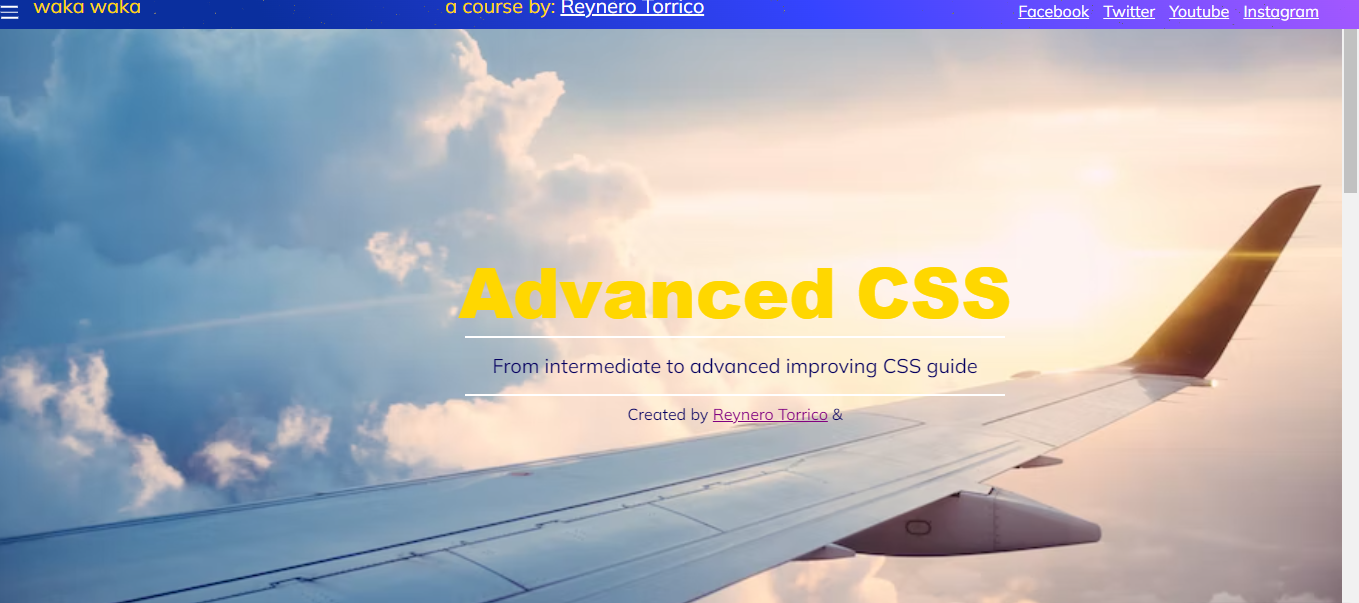 waka waka
a course by: Reynero Torrico
Facebook Twitter Youtube Instagram
Advanced CSS
From intermediate to advanced improving CSS guide
Created by Reynero Torrico &